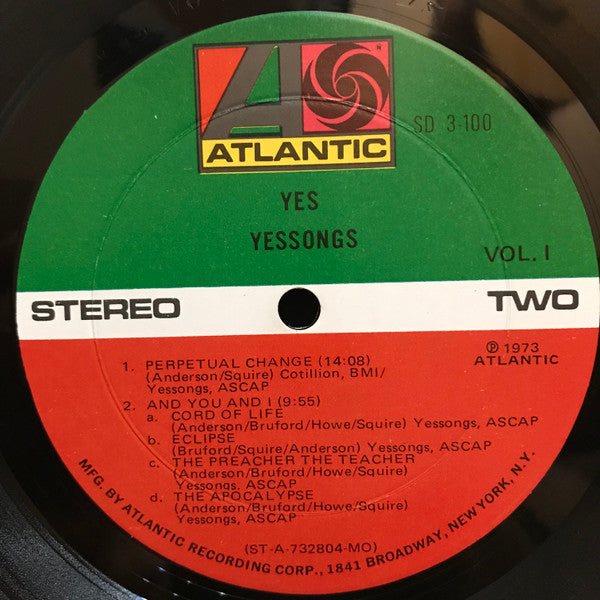 ATLANTIC
SD 3-100
YES
YESSONGS
VOL. I
STEREO
TWO
℗ 1973
ATLANTIC
1. PERPETUAL CHANGE (14:08)
(Anderson/Squire) Cotillion, BMI/
Yessongs, ASCAP
2. AND YOU AND I (9:55)
a. CORD OF LIFE
(Anderson/Bruford/Howe/Squire) Yessongs, ASCAP
b. ECLIPSE
(Bruford/Squire/Anderson) Yessongs, ASCAP
c. THE PREACHER THE TEACHER
(Anderson/Bruford/Howe/Squire)
Yessongs, ASCAP
d. THE APOCALYPSE
(Anderson/Bruford/Howe/Squire)
Yessongs, ASCAP
(ST-A-732804-MO)
MFG. BY ATLANTIC RECORDING CORP., 1841 BROADWAY, NEW YORK, N.Y.